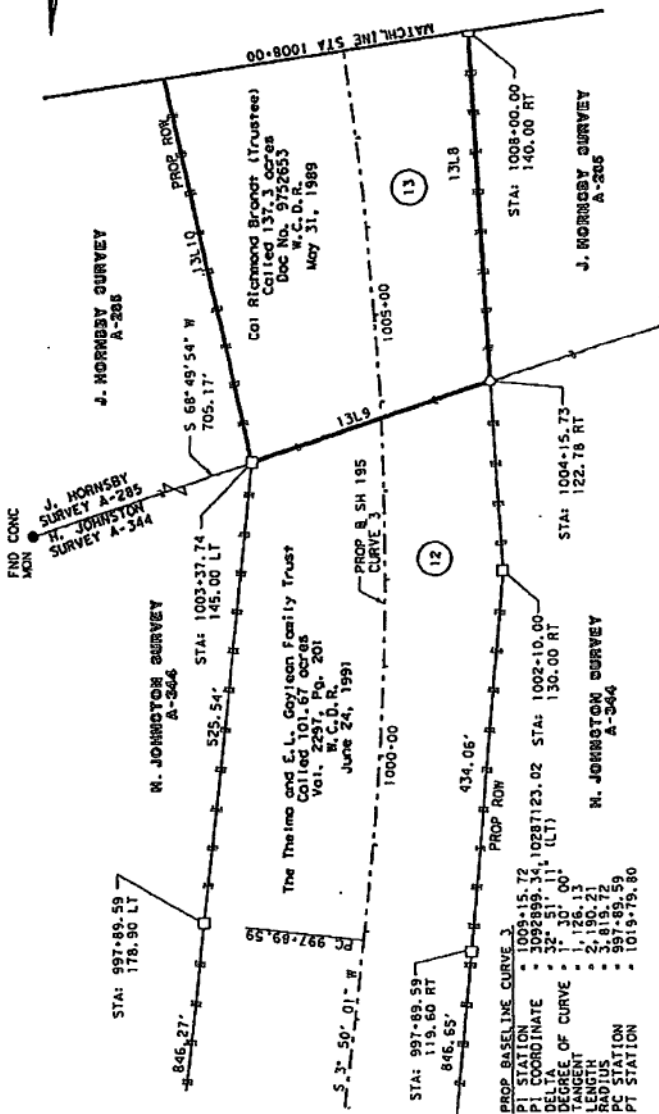 FND CONC
MON
J. HORNSBY
SURVEY A-285
H. JOHNSTON
SURVEY A-344
J. HORNSBY SURVEY
A-285
S 68° 49' 54" W
705.17'
PROP ROW
13L10
MATCHLINE STA 1008+00
Cal Richmond Brandt (Trustee)
Called 137.3 acres
Doc No. 9752653
W.C.D.R.
May 31, 1989
13
1005+00
13L8
STA: 1008+00.00
140.00 RT
J. HORNSBY SURVEY
A-285
H. JOHNSTON SURVEY
A-344
STA: 1003+37.74
145.00 LT
525.54'
13L9
STA: 997+89.59
178.90 LT
846.27'
The Thelma and E.L. Gaylean Family Trust
Called 101.67 acres
Vol. 2297, Pg. 201
W.C.D.R.
June 24, 1991
PROP B SH 195
CURVE 3
12
PC 997+89.59
S 3° 50' 01" W
1000+00
STA: 1004+15.73
122.78 RT
434.06'
PROP ROW
STA: 1002+10.00
130.00 RT
STA: 997+89.59
119.60 RT
846.65'
H. JOHNSTON SURVEY
A-344
PROP BASELINE CURVE 3
PI STATION = 1009+15.72
PI COORDINATE = 3092899.34,10287123.02
DELTA = 32° 51' 11" (LT)
DEGREE OF CURVE = 1° 30' 00"
TANGENT = 1,126.13
LENGTH = 2,190.21
RADIUS = 3,819.72
PC STATION = 997+89.59
PT STATION = 1019+79.80